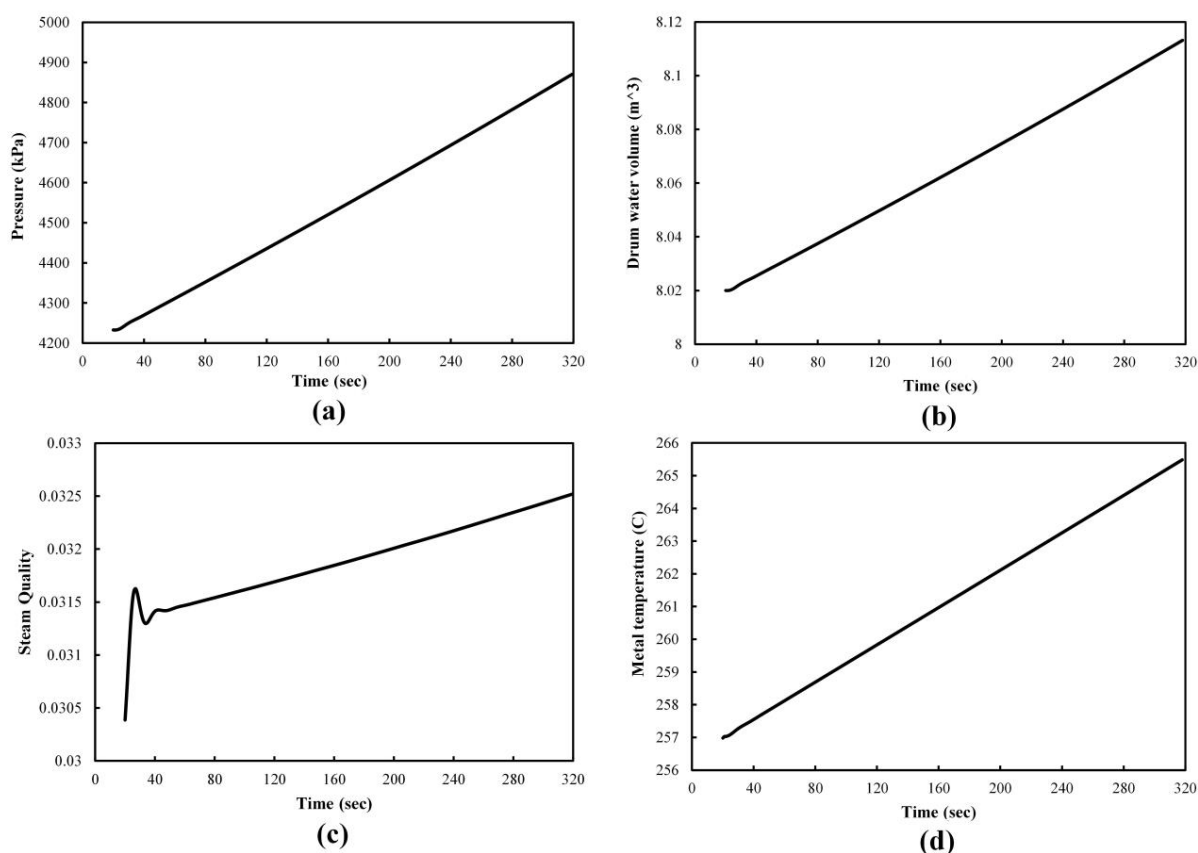 5000
4900
4800
4700
4600
4500
4400
4300
4200
Pressure (kPa)
0 40 80 120 160 200 240 280 320
Time (sec)
(a)
8.12
8.1
8.08
8.06
8.04
8.02
8
Drum water volume (m^3)
0 40 80 120 160 200 240 280 320
Time (sec)
(b)
0.033
0.0325
0.032
0.0315
0.031
0.0305
0.03
Steam Quality
0 40 80 120 160 200 240 280 320
Time (sec)
(c)
266
265
264
263
262
261
260
259
258
257
256
Metal temperature (C)
0 40 80 120 160 200 240 280 320
Time (sec)
(d)